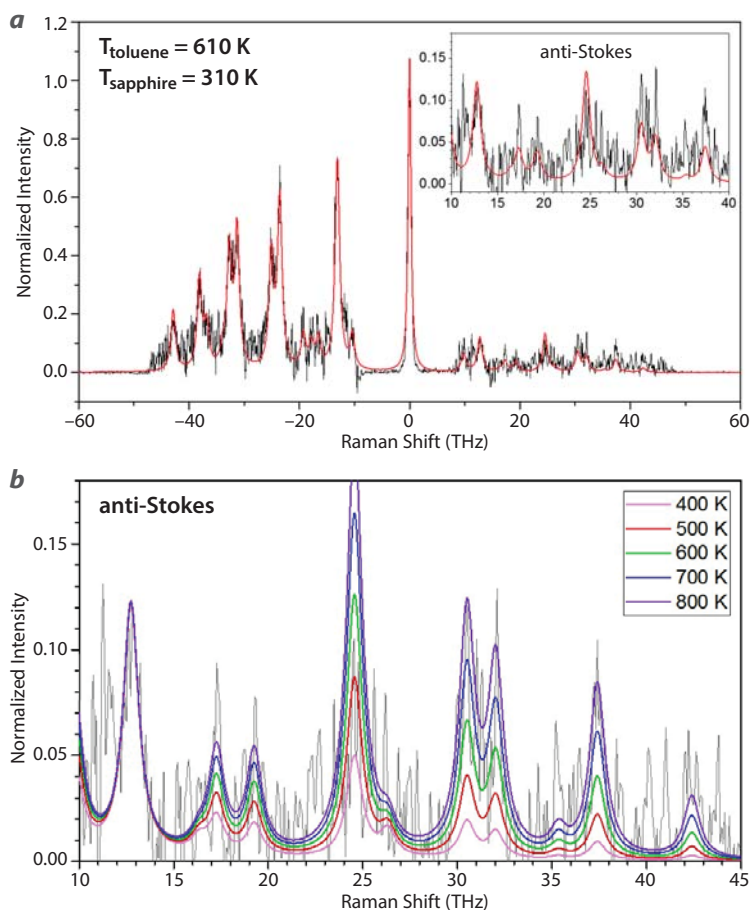 a
T_toluene = 610 K
T_sapphire = 310 K
anti-Stokes
0.15
0.10
0.05
0.00
10 15 20 25 30 35 40
1.2
1.0
0.8
0.6
0.4
0.2
0.0
Normalized Intensity
−60 −40 −20 0 20 40 60
Raman Shift (THz)
b
anti-Stokes
400 K
500 K
600 K
700 K
800 K
0.15
0.10
0.05
0.00
Normalized Intensity
10 15 20 25 30 35 40 45
Raman Shift (THz)